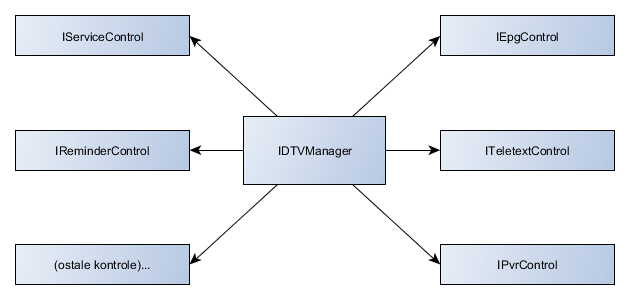 IServiceControl
IEpgControl
IReminderControl
IDTVManager
ITeletextControl
(ostale kontrole)...
IPvrControl